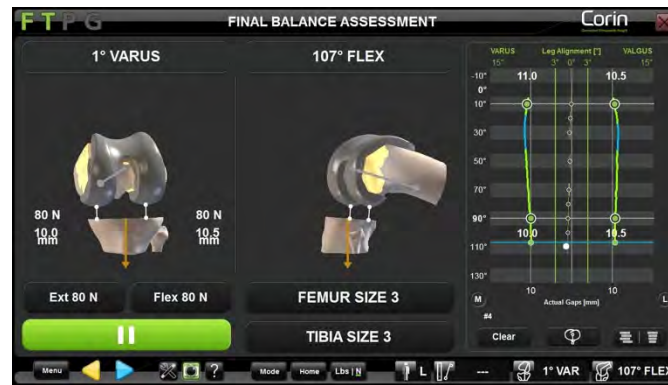 FTPG
FINAL BALANCE ASSESSMENT
Corin
1° VARUS
107° FLEX
VARUS Leg Alignment [°] VALGUS
15° 3° 0° 3° 15°
-10° 11.0 10.5
0°
10°
30°
50°
70°
90°
10.0 10.5
110°
130°
10 10
M Actual Gaps [mm] L
80 N 80 N
10.0 mm 10.5 mm
Ext 80 N Flex 80 N
FEMUR SIZE 3
TIBIA SIZE 3
#4
Clear
Menu ? Mode Home Lbs | N L --- 1° VAR 107° FLEX